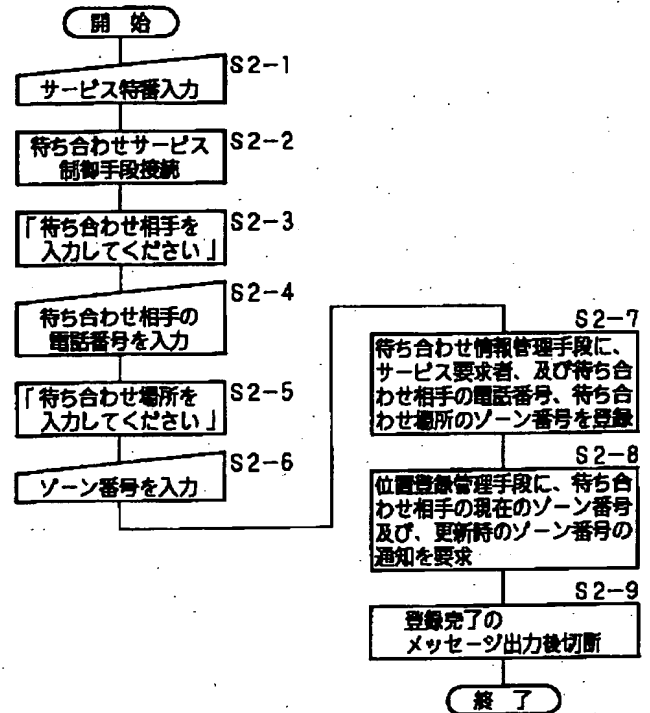 開 始
サービス特番入力
S2-1
待ち合わせサービス
制御手段接続
S2-2
「待ち合わせ相手を
入力してください」
S2-3
待ち合わせ相手の
電話番号を入力
S2-4
「待ち合わせ場所を
入力してください」
S2-5
ゾーン番号を入力
S2-6
S2-7
待ち合わせ情報管理手段に、
サービス要求者、及び待ち合
わせ相手の電話番号、待ち合
わせ場所のゾーン番号を登録
S2-8
位置登録管理手段に、待ち合
わせ相手の現在のゾーン番号
及び、更新時のゾーン番号の
通知を要求
S2-9
登録完了の
メッセージ出力後切断
終 了